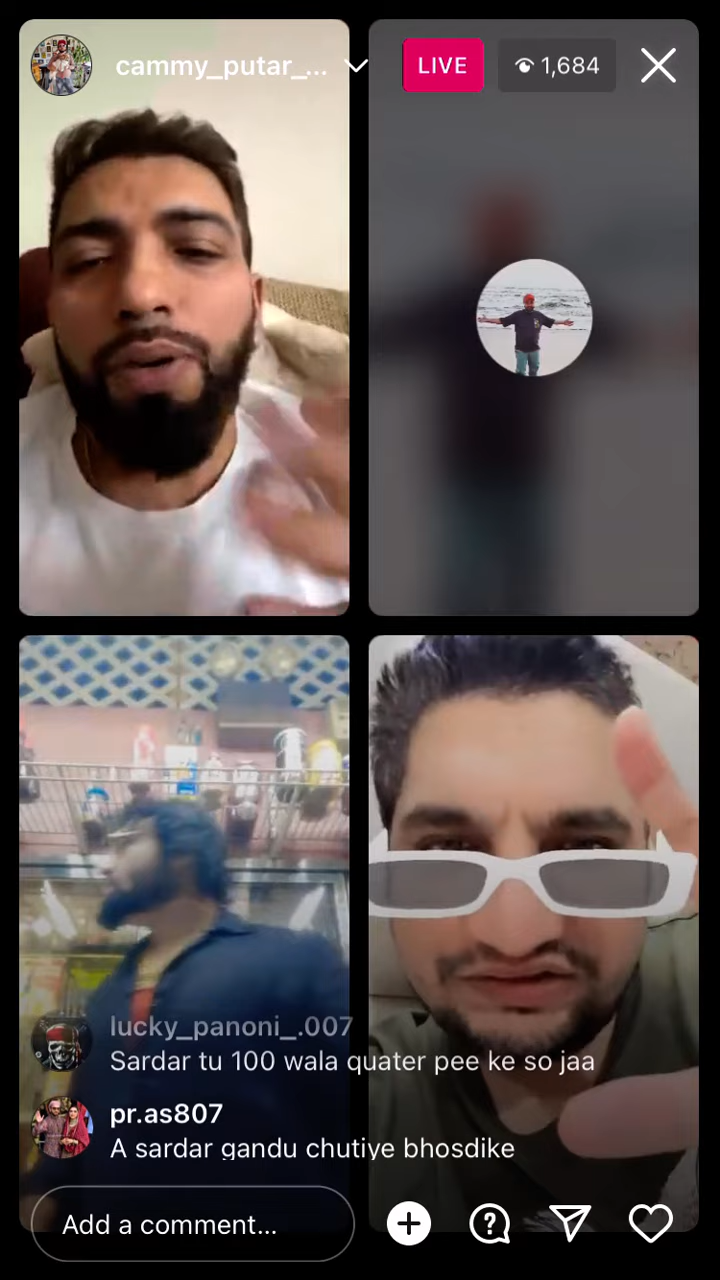 cammy_putar_...
LIVE
1,684
lucky_panoni_.007
Sardar tu 100 wala quater pee ke so jaa
pr.as807
A sardar gandu chutiye bhosdike
Add a comment...